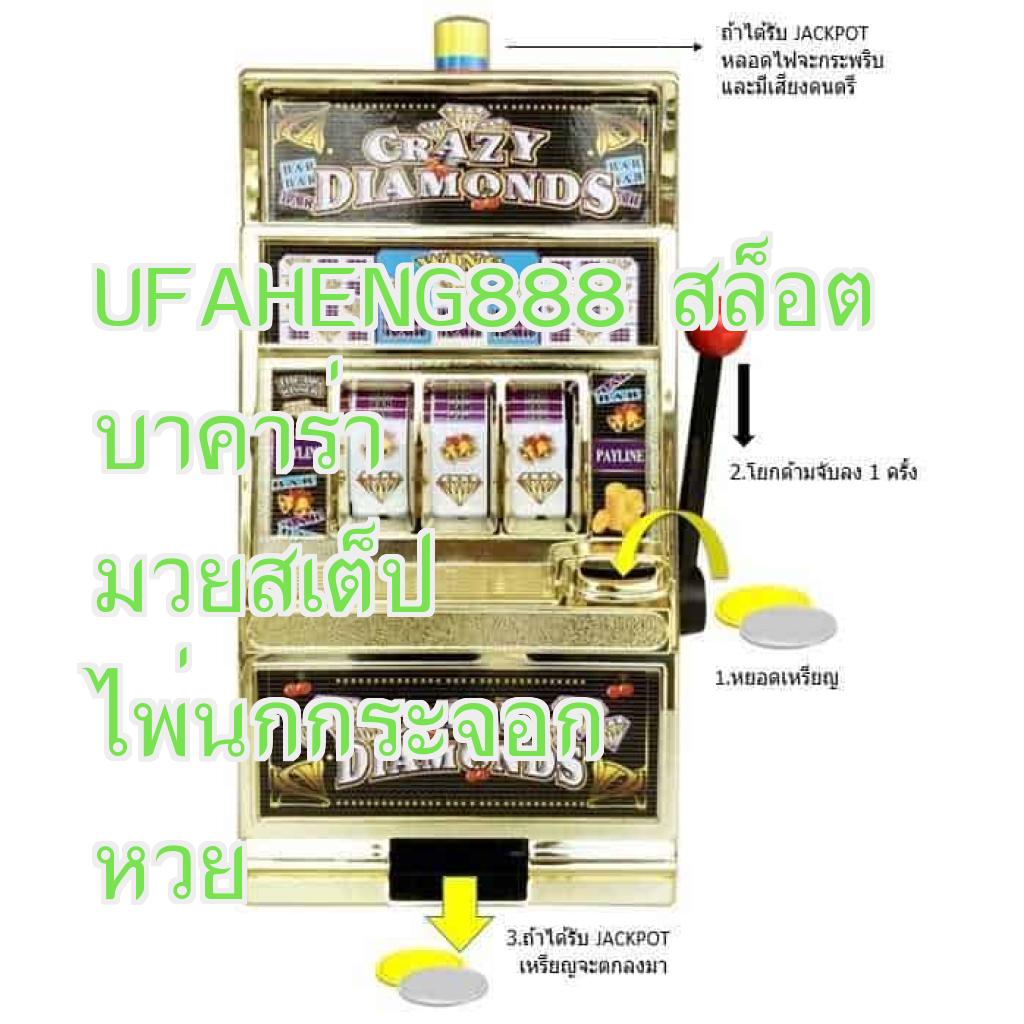 ถ้าได้รับ JACKPOT
หลอดไฟจะกระพริบ
และมีเสียงดนตรี
CRAZY
DIAMONDS
UFAHENG888 สล็อต
บาคาร่า
มวยสเต็ป
ไพ่นกกระจอก
หวย
BAR
PAYLINE
2.โยกด้ามจับลง 1 ครั้ง
1.หยอดเหรียญ
DIAMONDS
3.ถ้าได้รับ JACKPOT
เหรียญจะตกลงมา